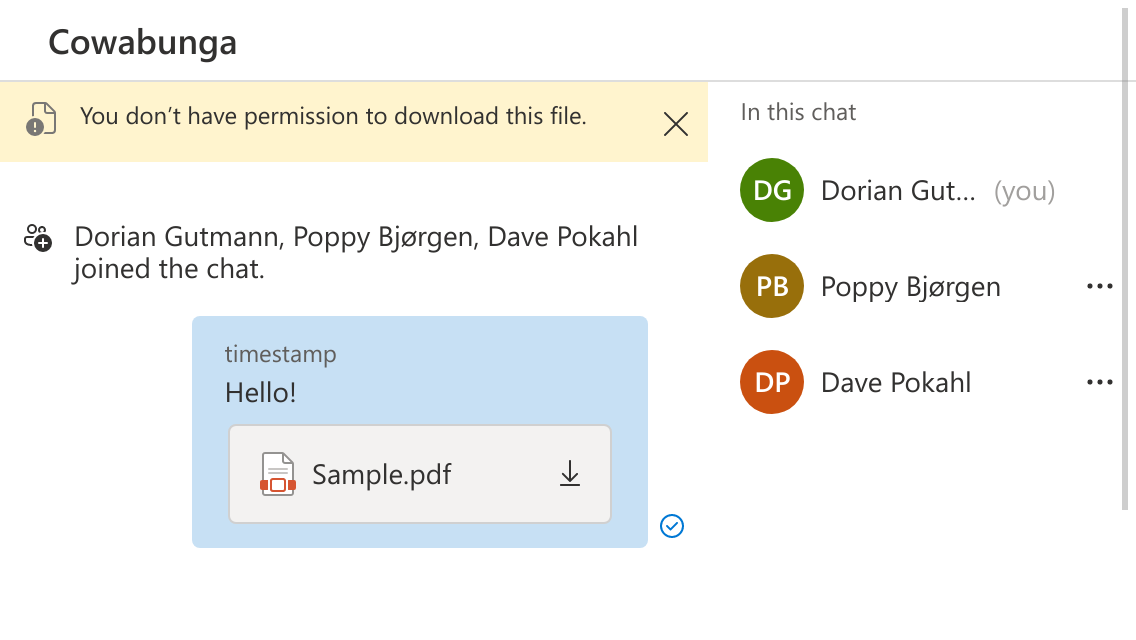 Cowabunga
You don’t have permission to download this file.
Dorian Gutmann, Poppy Bjørgen, Dave Pokahl
joined the chat.
timestamp
Hello!
Sample.pdf
In this chat
DG Dorian Gut... (you)
PB Poppy Bjørgen
DP Dave Pokahl